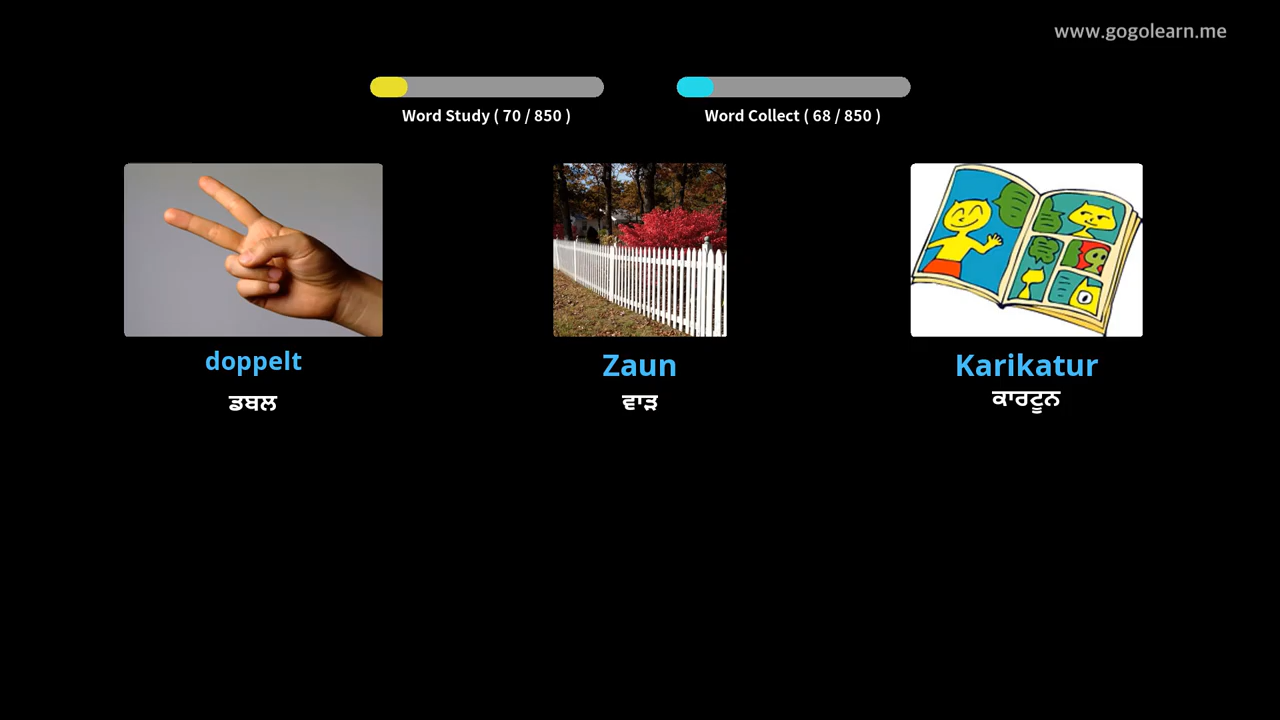 www.gogolearn.me
Word Study ( 70 / 850 )
Word Collect ( 68 / 850 )
doppelt
Zaun
Karikatur
ਡਬਲ
ਵਾੜ
ਕਾਰਟੂਨ